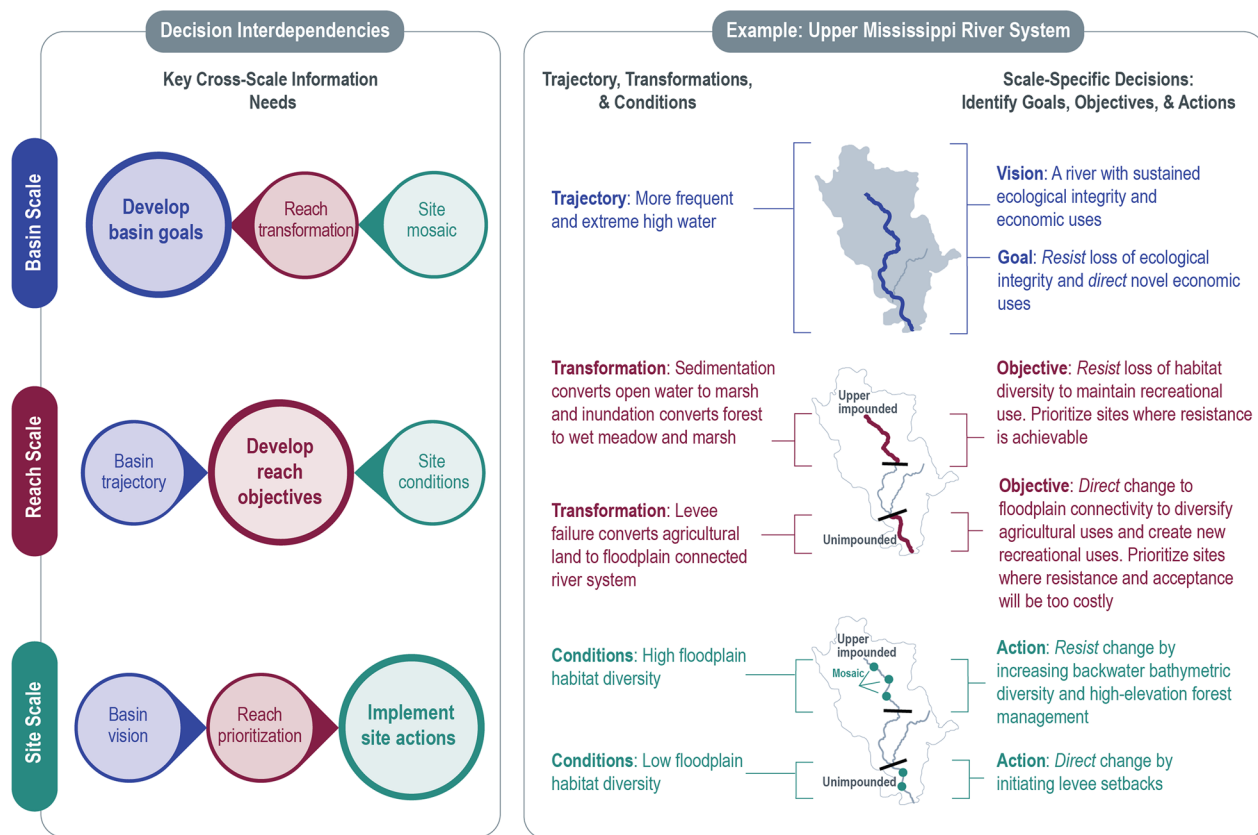 Decision Interdependencies
Key Cross-Scale Information
Needs
Basin Scale
Develop
basin goals
Reach
transformation
Site
mosaic
Reach Scale
Basin
trajectory
Develop
reach
objectives
Site
conditions
Site Scale
Basin
vision
Reach
prioritization
Implement
site actions
Example: Upper Mississippi River System
Trajectory, Transformations,
& Conditions
Scale-Specific Decisions:
Identify Goals, Objectives, & Actions
Trajectory: More frequent
and extreme high water
Vision: A river with sustained
ecological integrity and
economic uses
Goal: Resist loss of ecological
integrity and direct novel economic
uses
Transformation: Sedimentation
converts open water to marsh
and inundation converts forest
to wet meadow and marsh
Upper
impounded
Objective: Resist loss of habitat
diversity to maintain recreational
use. Prioritize sites where resistance
is achievable
Transformation: Levee
failure converts agricultural
land to floodplain connected
river system
Unimpounded
Objective: Direct change to
floodplain connectivity to diversify
agricultural uses and create new
recreational uses. Prioritize sites
where resistance and acceptance
will be too costly
Conditions: High floodplain
habitat diversity
Upper
impounded
Mosaic
Action: Resist change by
increasing backwater bathymetric
diversity and high-elevation forest
management
Conditions: Low floodplain
habitat diversity
Unimpounded
Action: Direct change by
initiating levee setbacks